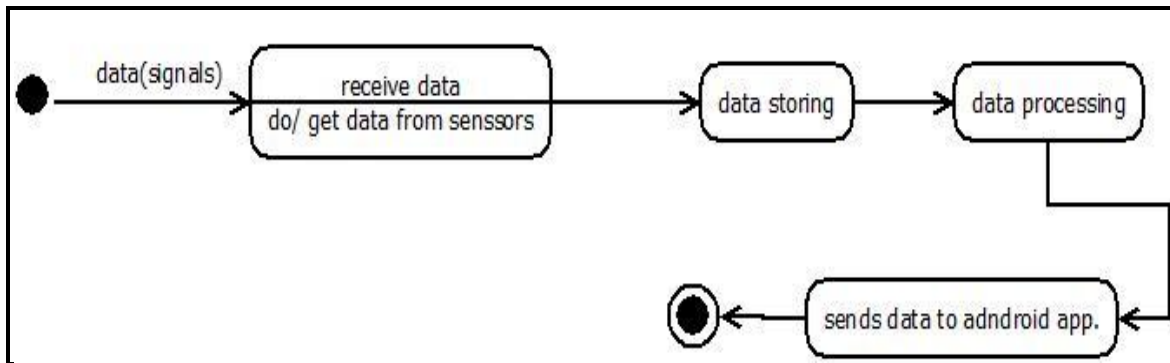 data(signals)
receive data
do/ get data from senssors
data storing
data processing
sends data to adndroid app.